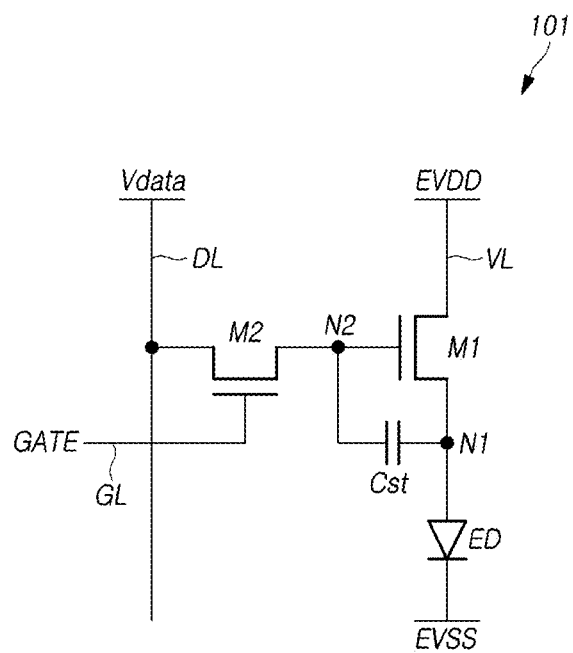 101
Vdata
EVDD
DL
VL
M2
N2
M1
GATE
GL
Cst
N1
ED
EVSS